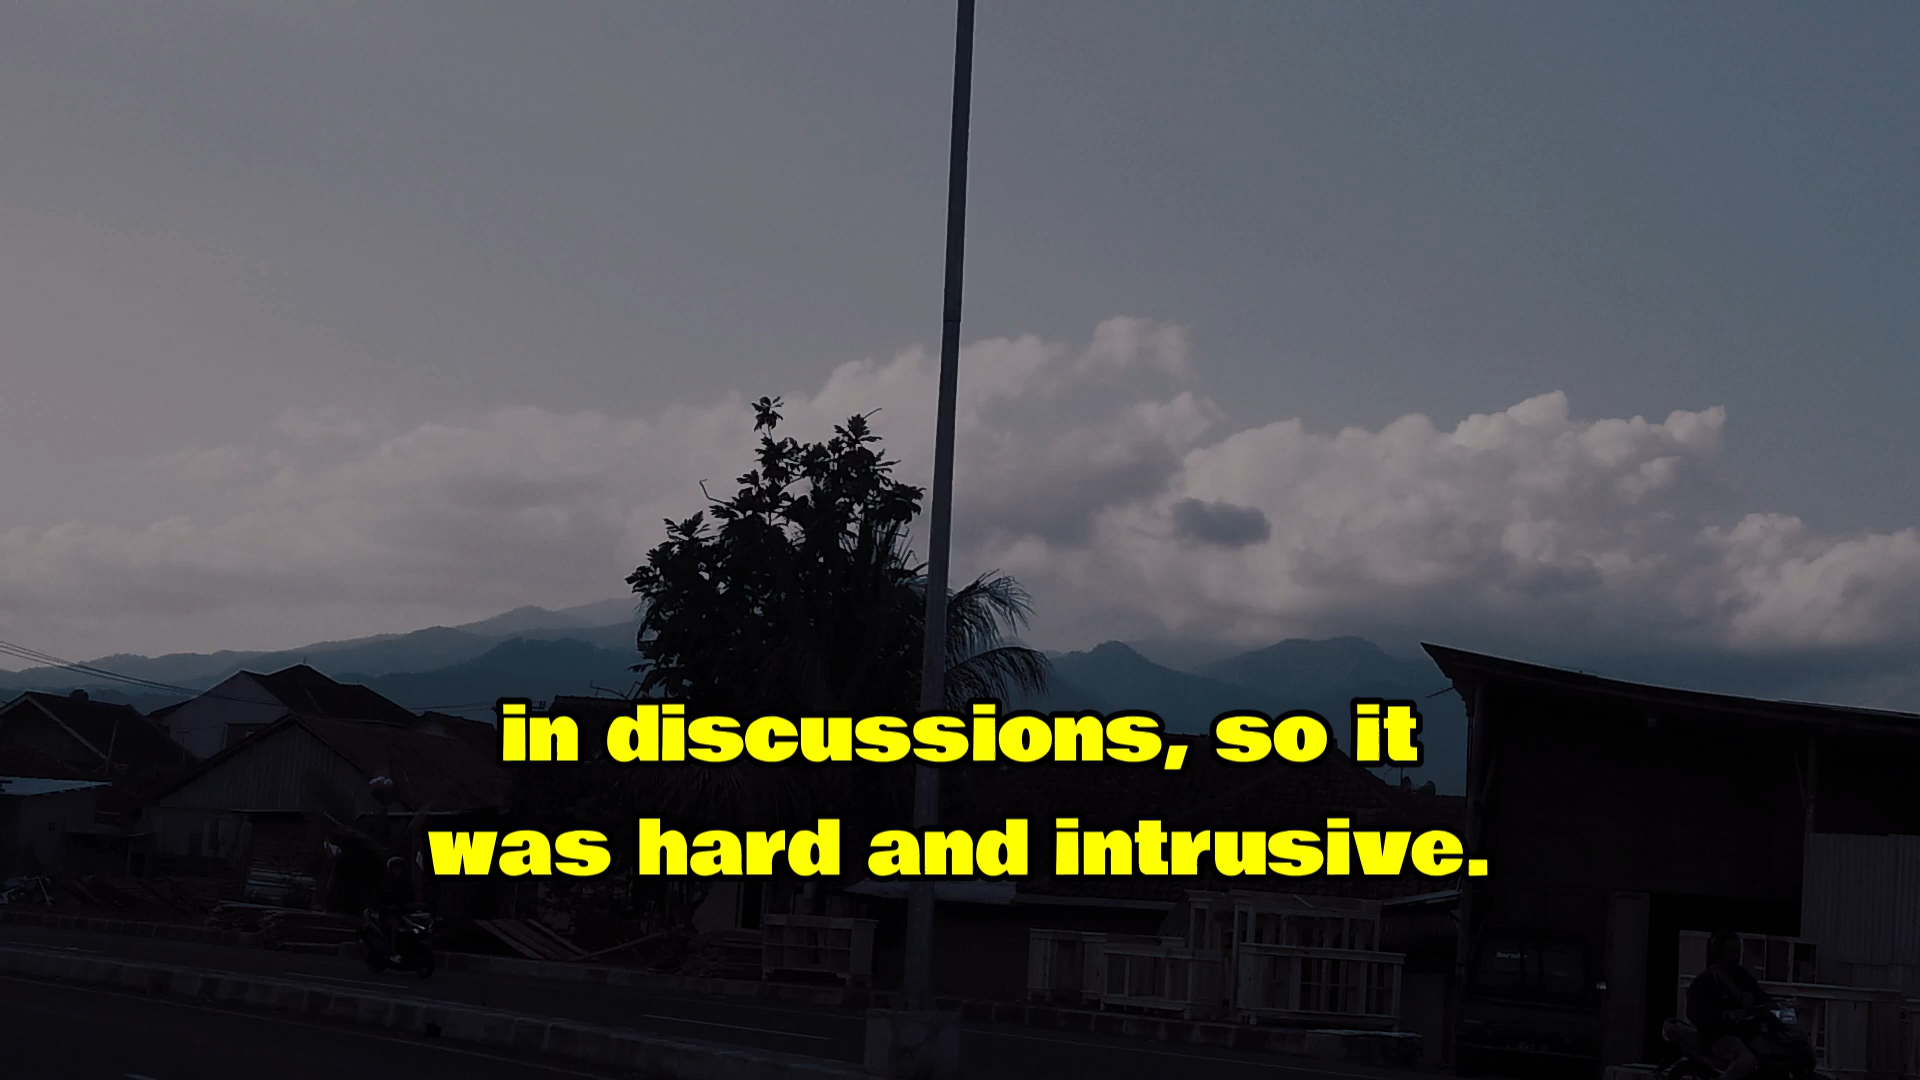 in discussions, so it
was hard and intrusive.